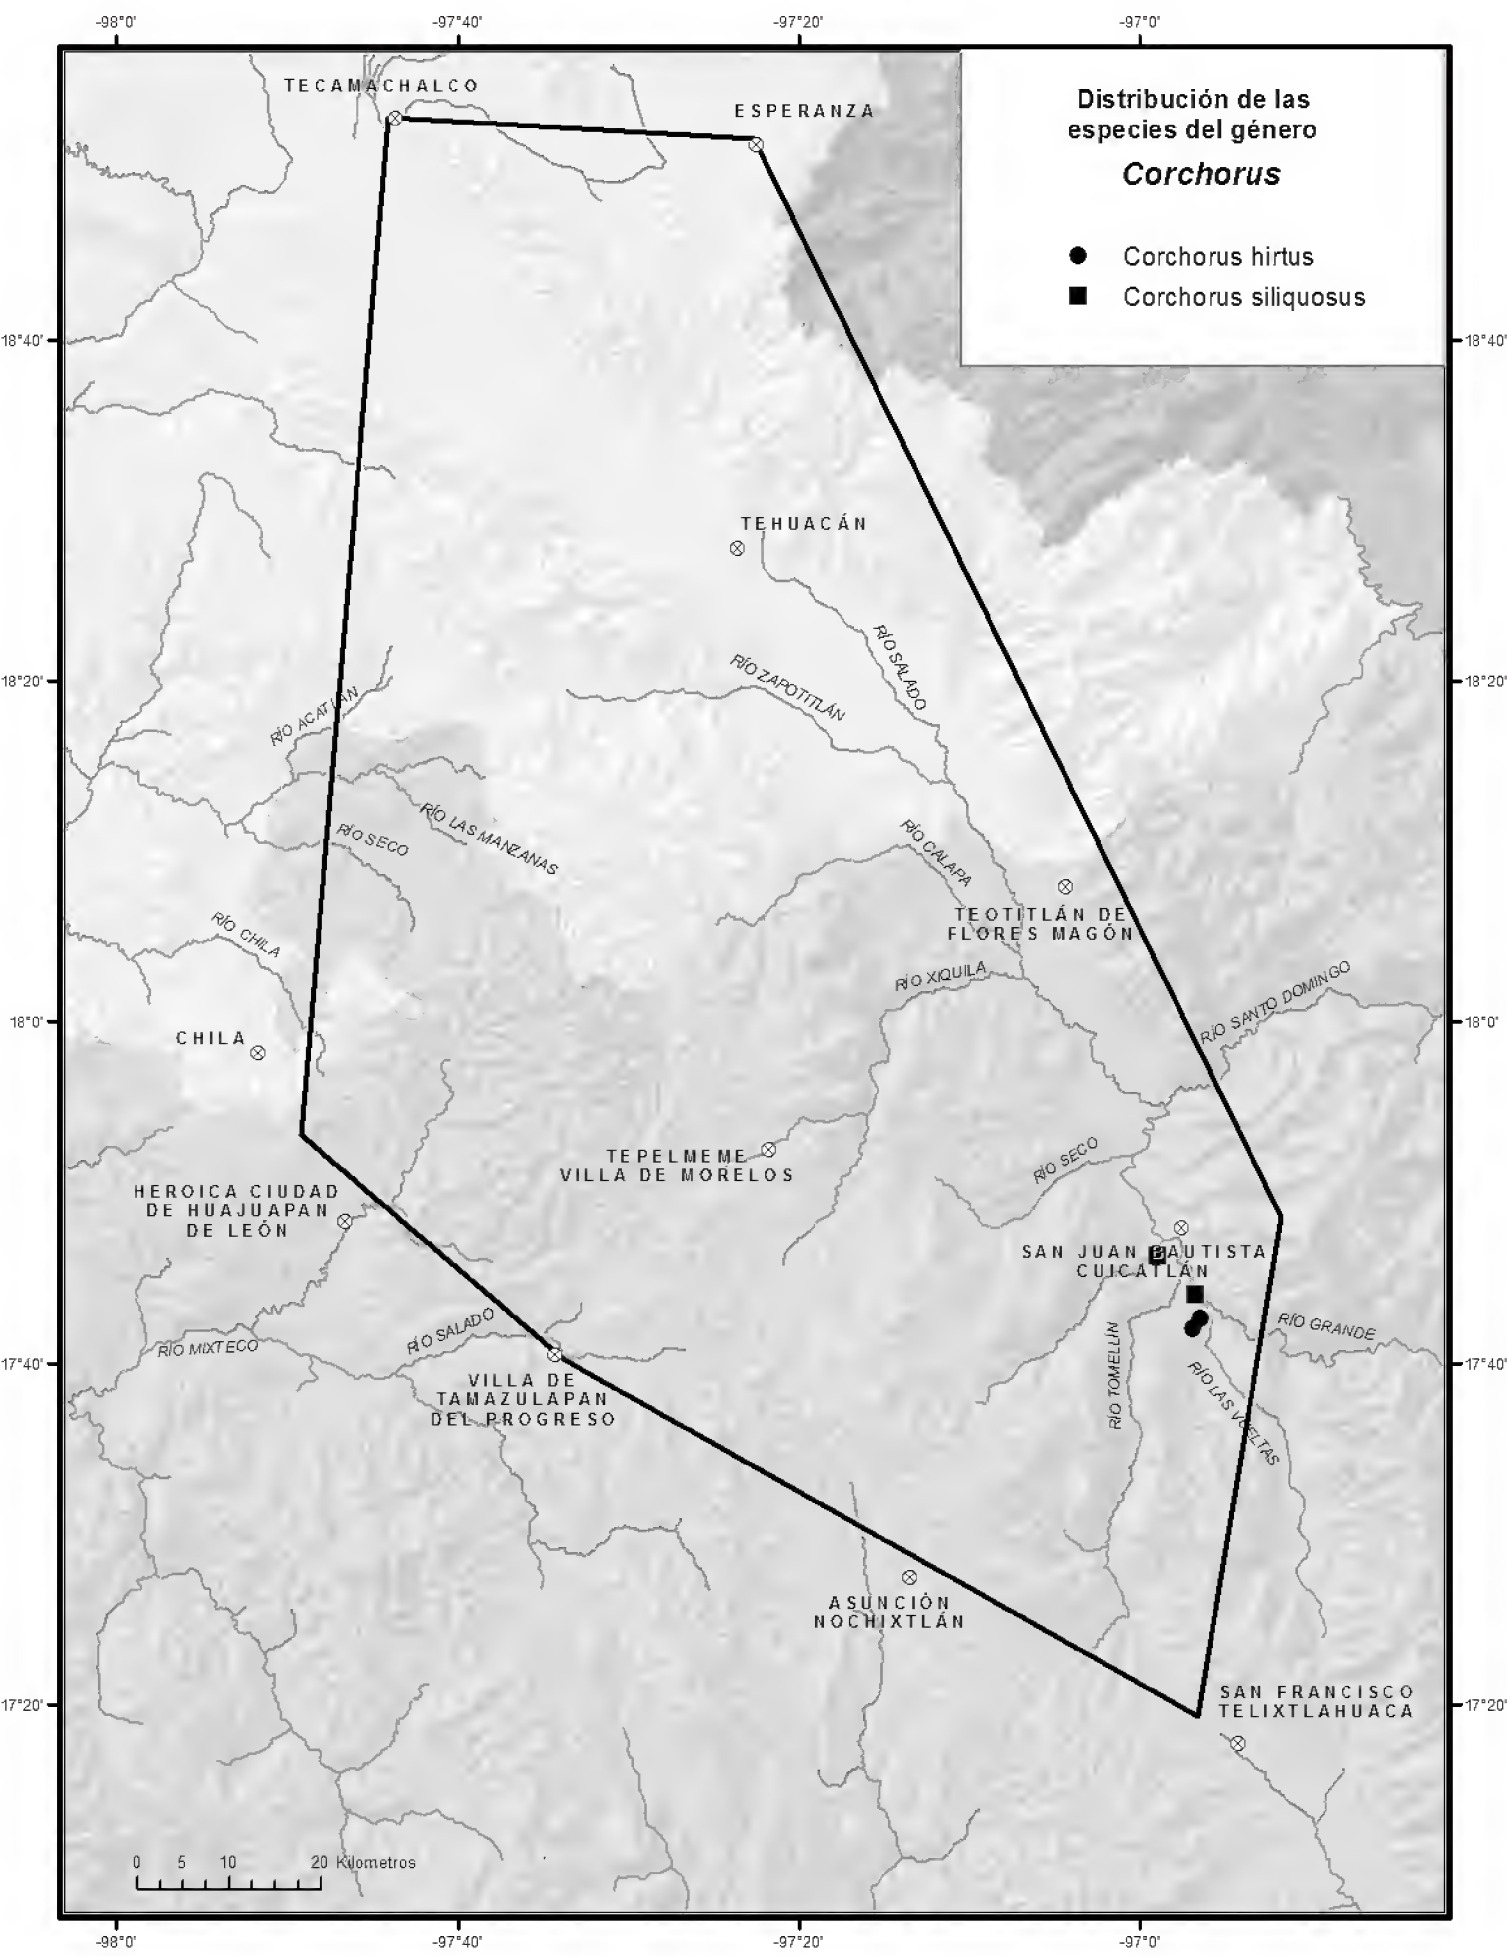 -98°0'
-97°40'
-97°20'
-97°0'
TECAMACHALCO
ESPERANZA
Distribución de las
especies del género
Corchorus
Corchorus hirtus
Corchorus siliquosus
18°40'
18°40'
TEHUACÁN
RÍO SALADO
RÍO ZAPOTITLÁN
18°20'
18°20'
RÍO ACATLÁN
RÍO LAS MANZANAS
RÍO SECO
RÍO CALAPA
TEOTITLÁN DE
FLORES MAGÓN
RÍO CHILA
RÍO XIQUILA
RÍO SANTO DOMINGO
18°0'
18°0'
CHILA
TEPELMEME
VILLA DE MORELOS
RÍO SECO
HEROICA CIUDAD
DE HUAJUAPAN
DE LEÓN
SAN JUAN BAUTISTA
CUICATLÁN
RÍO GRANDE
RÍO MIXTECO
RÍO SALADO
RÍO TOMELLÍN
17°40'
17°40'
VILLA DE
TAMAZULAPAN
DEL PROGRESO
RÍO LAS VUELTAS
ASUNCIÓN
NOCHIXTLÁN
SAN FRANCISCO
TELIXTLAHUACA
17°20'
17°20'
0 5 10 20 Kilometros
-98°0'
-97°40'
-97°20'
-97°0'